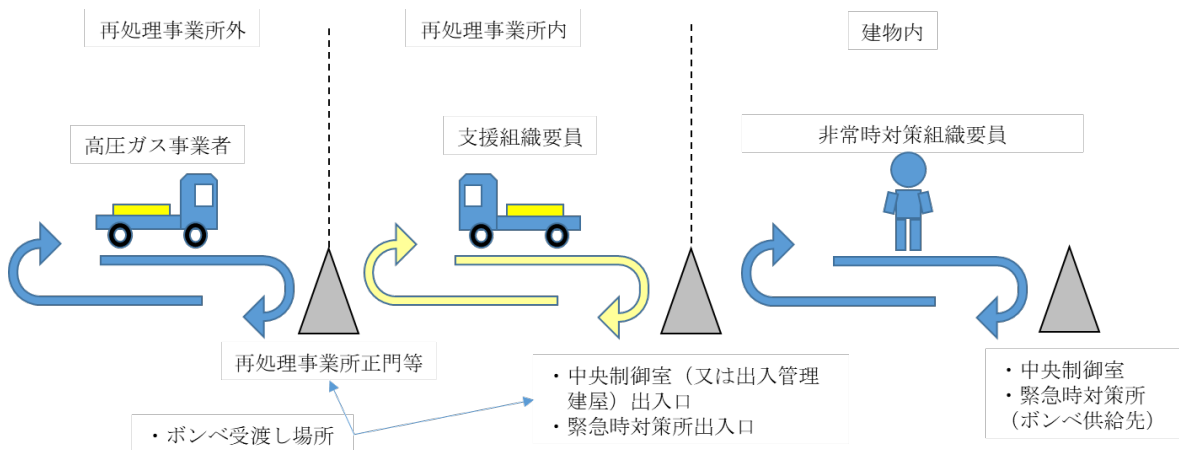 再処理事業所外
再処理事業所内
建物内
高圧ガス事業者
支援組織要員
非常時対策組織要員
再処理事業所正門等
・ボンベ受渡し場所
・中央制御室（又は出入管理
建屋）出入口
・緊急時対策所出入口
・中央制御室
・緊急時対策所
（ボンベ供給先）